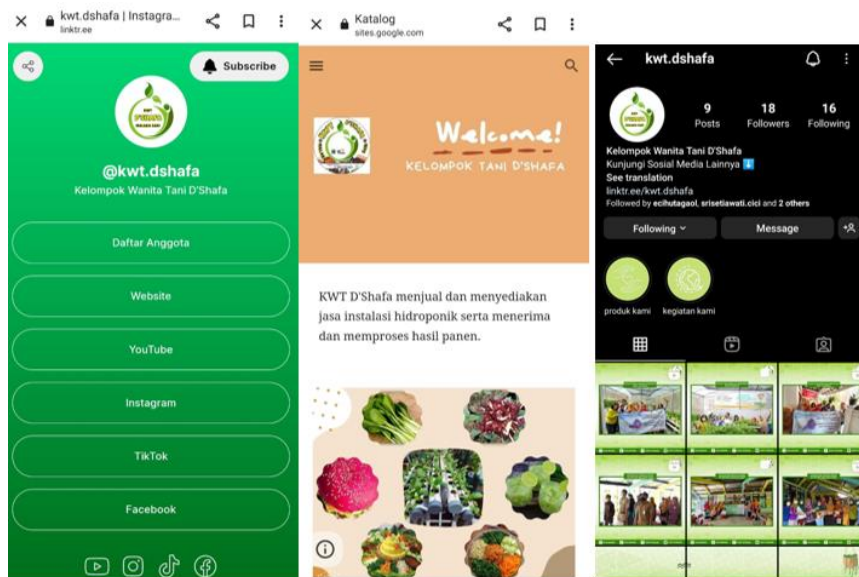 kwt.dshafa | Instagra...
linktr.ee
Subscribe
KWT
D'SHAFA
@kwt.dshafa
Kelompok Wanita Tani D'Shafa
Daftar Anggota
Website
YouTube
Instagram
TikTok
Facebook
Katalog
sites.google.com
Welcome!
KELOMPOK TANI D'SHAFA
KWT D'Shafa menjual dan menyediakan
jasa instalasi hidroponik serta menerima
dan memproses hasil panen.
kwt.dshafa
9 18 16
Posts Followers Following
Kelompok Wanita Tani D'Shafa
Kunjungi Sosial Media Lainnya ⬇️
See translation
linktr.ee/kwt.dshafa
Followed by ecihutagaol, srisetiawati.cici and 2 others
Following Message
produk kami kegiatan kami